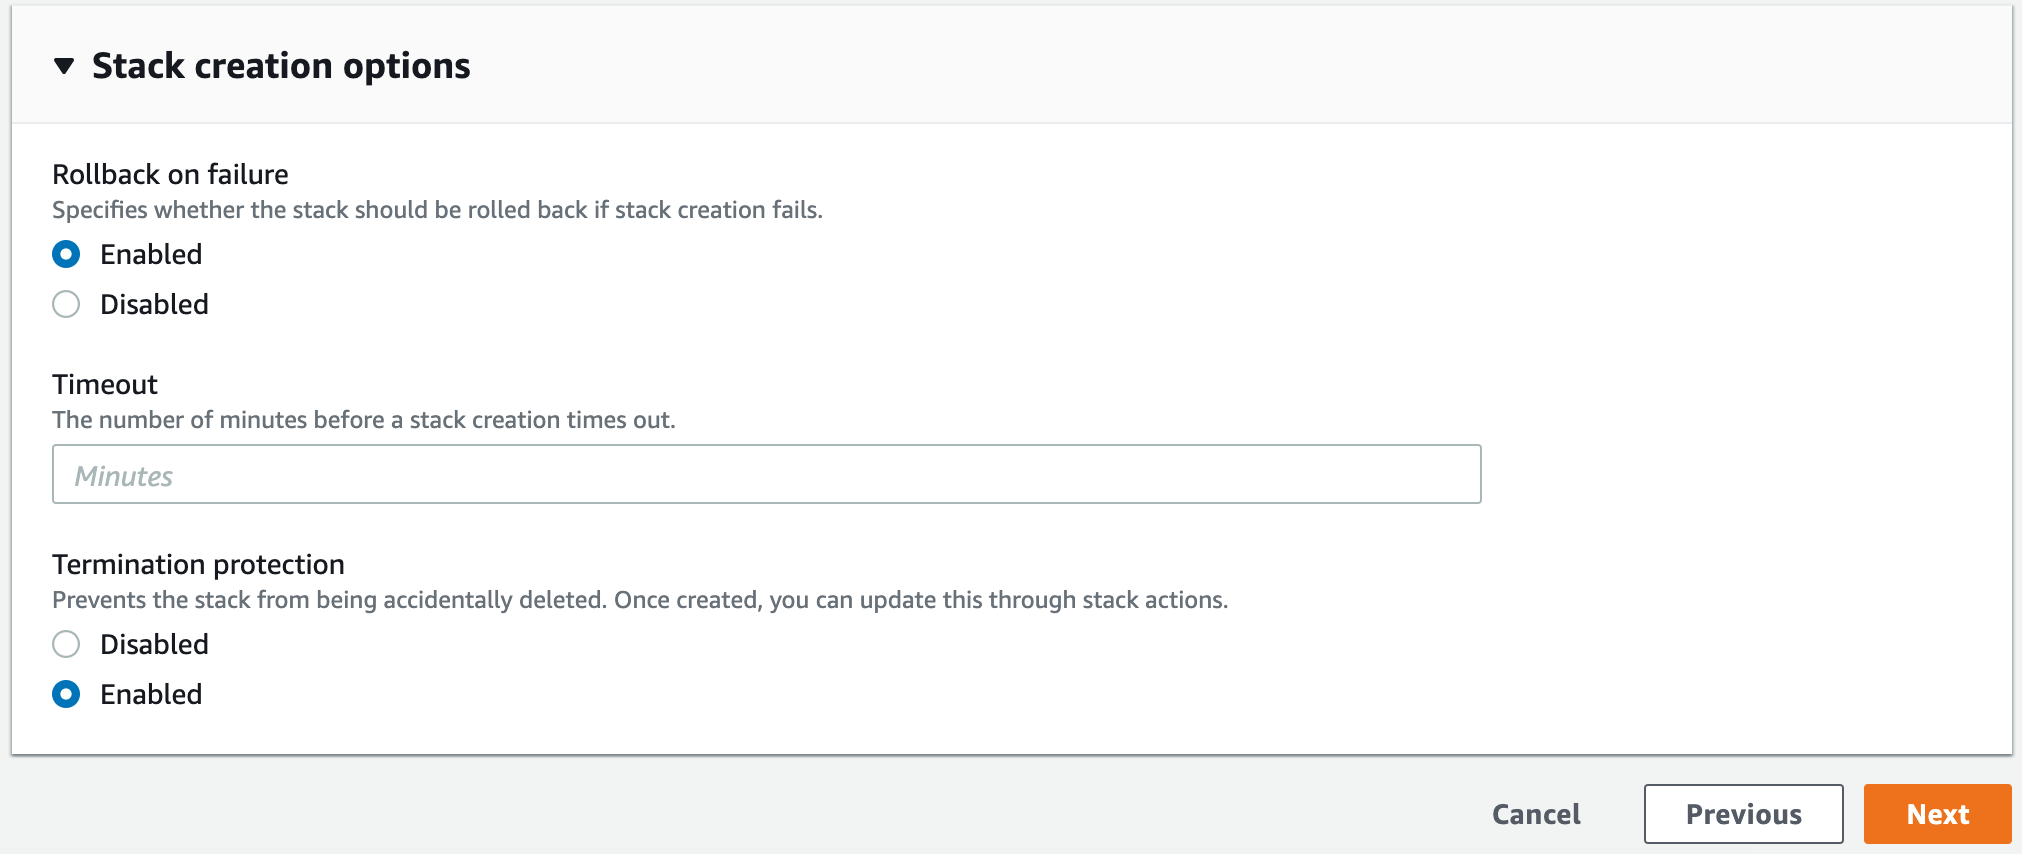 Stack creation options
Rollback on failure
Specifies whether the stack should be rolled back if stack creation fails.
Enabled
Disabled
Timeout
The number of minutes before a stack creation times out.
Minutes
Termination protection
Prevents the stack from being accidentally deleted. Once created, you can update this through stack actions.
Disabled
Enabled
Cancel Previous Next